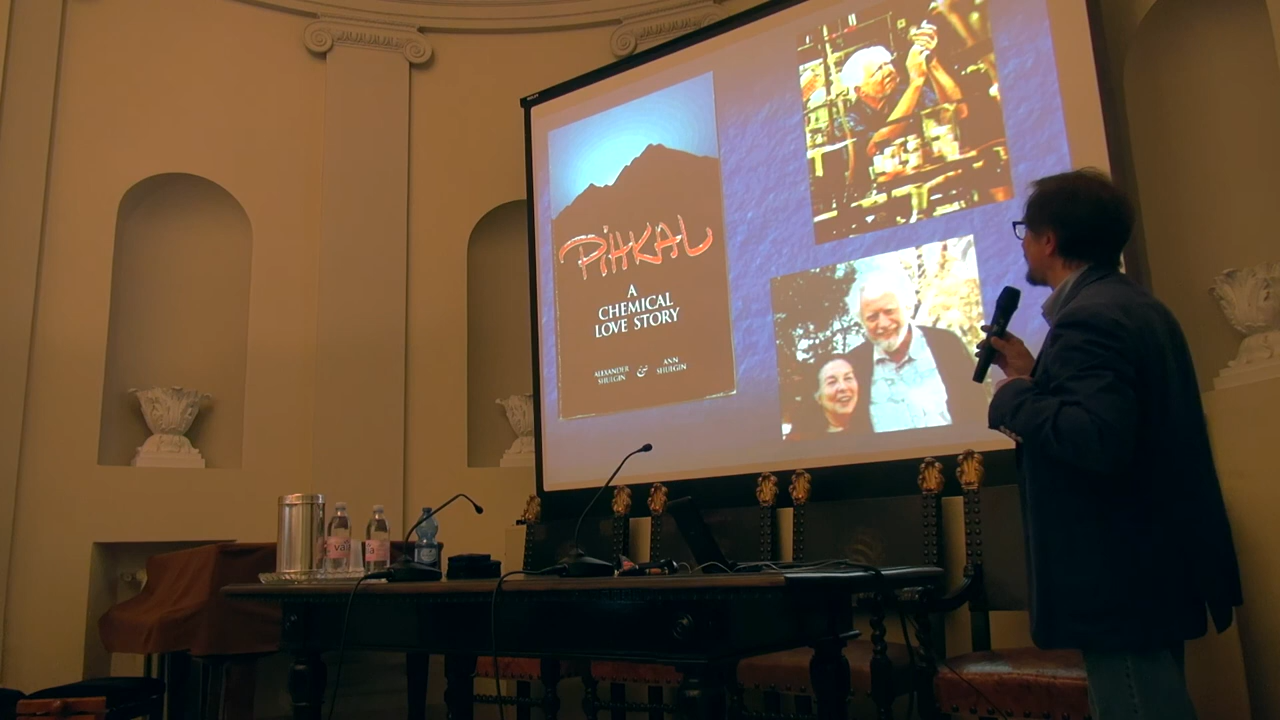 PiHKAL
A
CHEMICAL
LOVE STORY
ALEXANDER
SHULGIN
&
ANN
SHULGIN